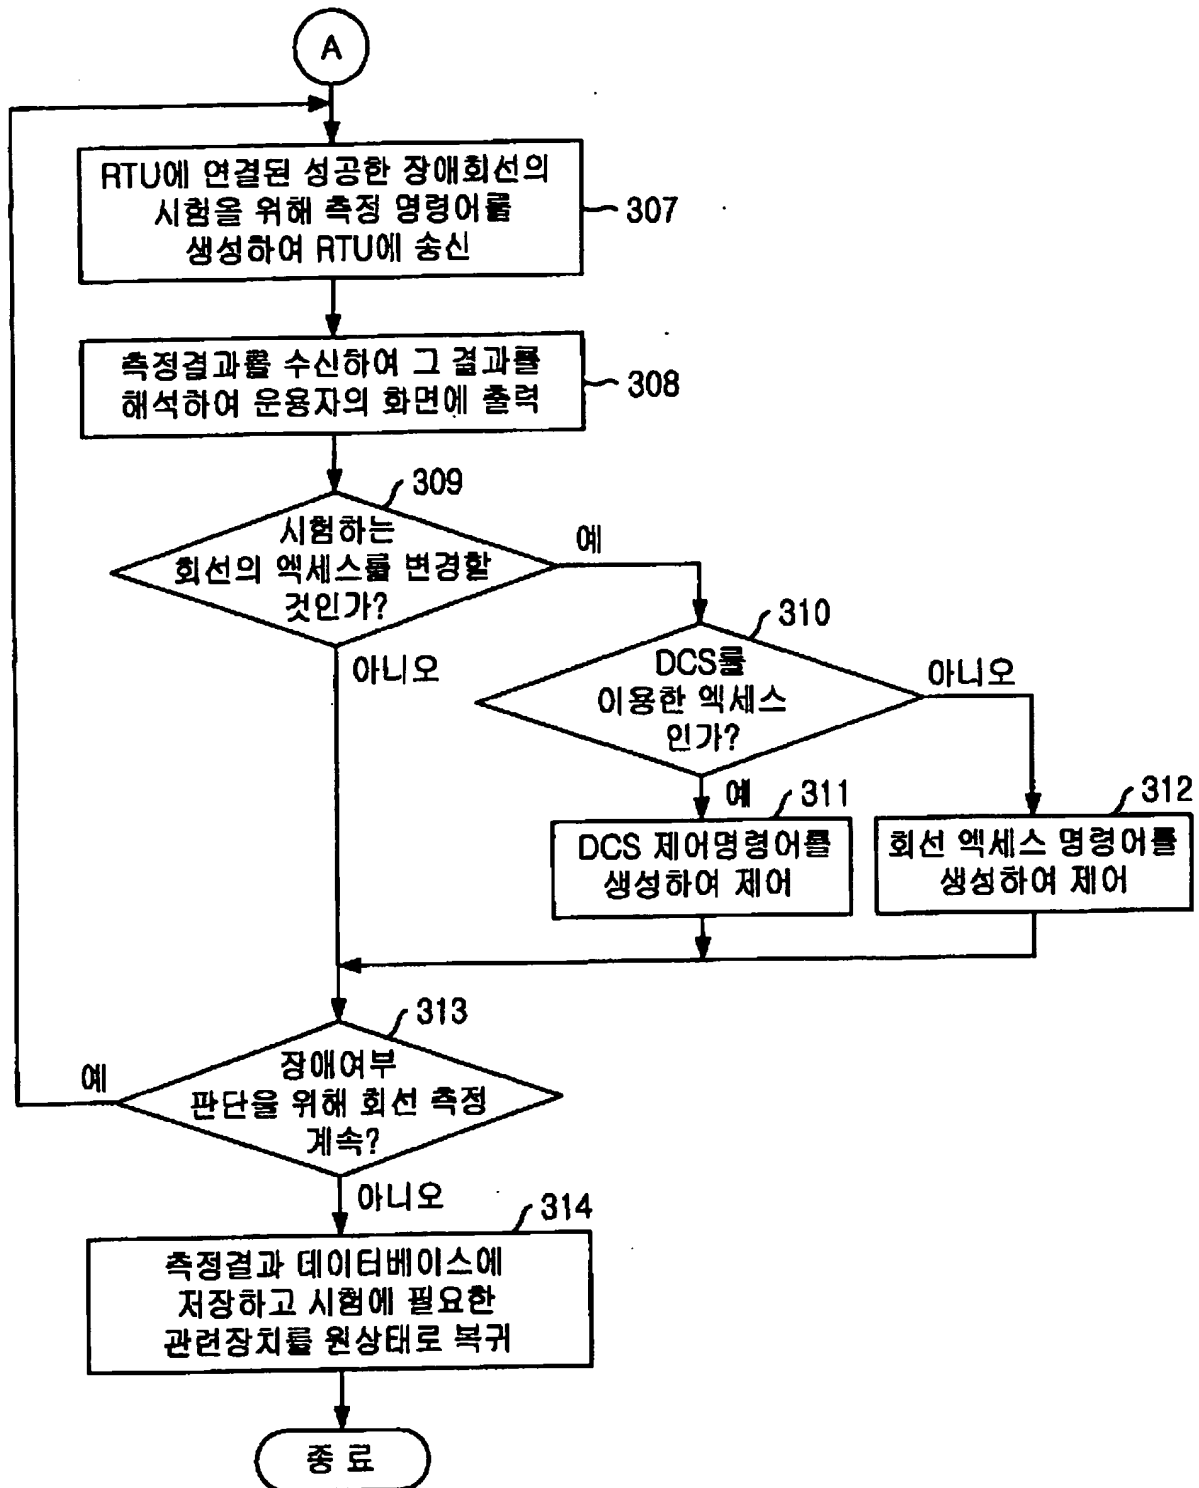 A
RTU에 연결된 성공한 장애회선의
시험을 위해 측정 명령어를
생성하여 RTU에 송신
307
측정결과를 수신하여 그 결과를
해석하여 운용자의 화면에 출력
308
309
시험하는
회선의 엑세스를 변경할
것인가?
예
아니오
310
DCS를
이용한 엑세스
인가?
아니오
예
311
DCS 제어명령어를
생성하여 제어
312
회선 엑세스 명령어를
생성하여 제어
313
장애여부
판단을 위해 회선 측정
계속?
예
아니오
314
측정결과 데이터베이스에
저장하고 시험에 필요한
관련장치를 원상태로 복귀
종 료